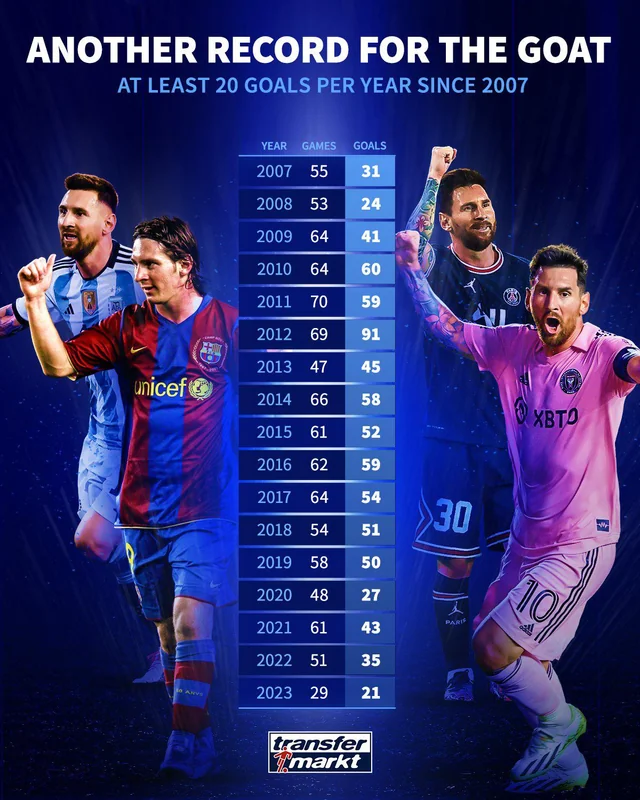 ANOTHER RECORD FOR THE GOAT
AT LEAST 20 GOALS PER YEAR SINCE 2007
YEAR GAMES GOALS
2007 55 31
2008 53 24
2009 64 41
2010 64 60
2011 70 59
2012 69 91
2013 47 45
2014 66 58
2015 61 52
2016 62 59
2017 64 54
2018 54 51
2019 58 50
2020 48 27
2021 61 43
2022 51 35
2023 29 21
unicef
XBTO
30
10
PARIS
transfer
markt